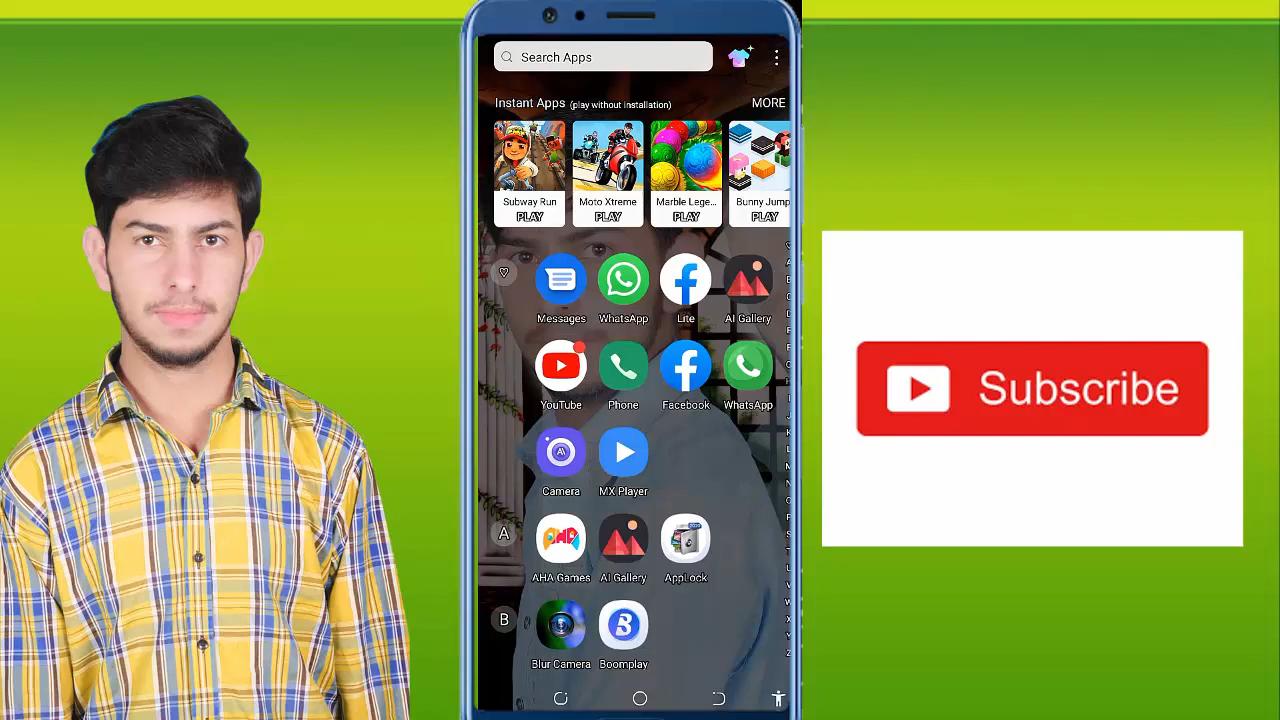 Search Apps
Instant Apps (play without installation) MORE
Subway Run Moto Xtreme Marble Lege... Bunny Jump
PLAY PLAY PLAY PLAY
Messages WhatsApp Lite AI Gallery
YouTube Phone Facebook WhatsApp
Camera MX Player
A
AHA Games AI Gallery AppLock
B
Blur Camera Boomplay
Subscribe